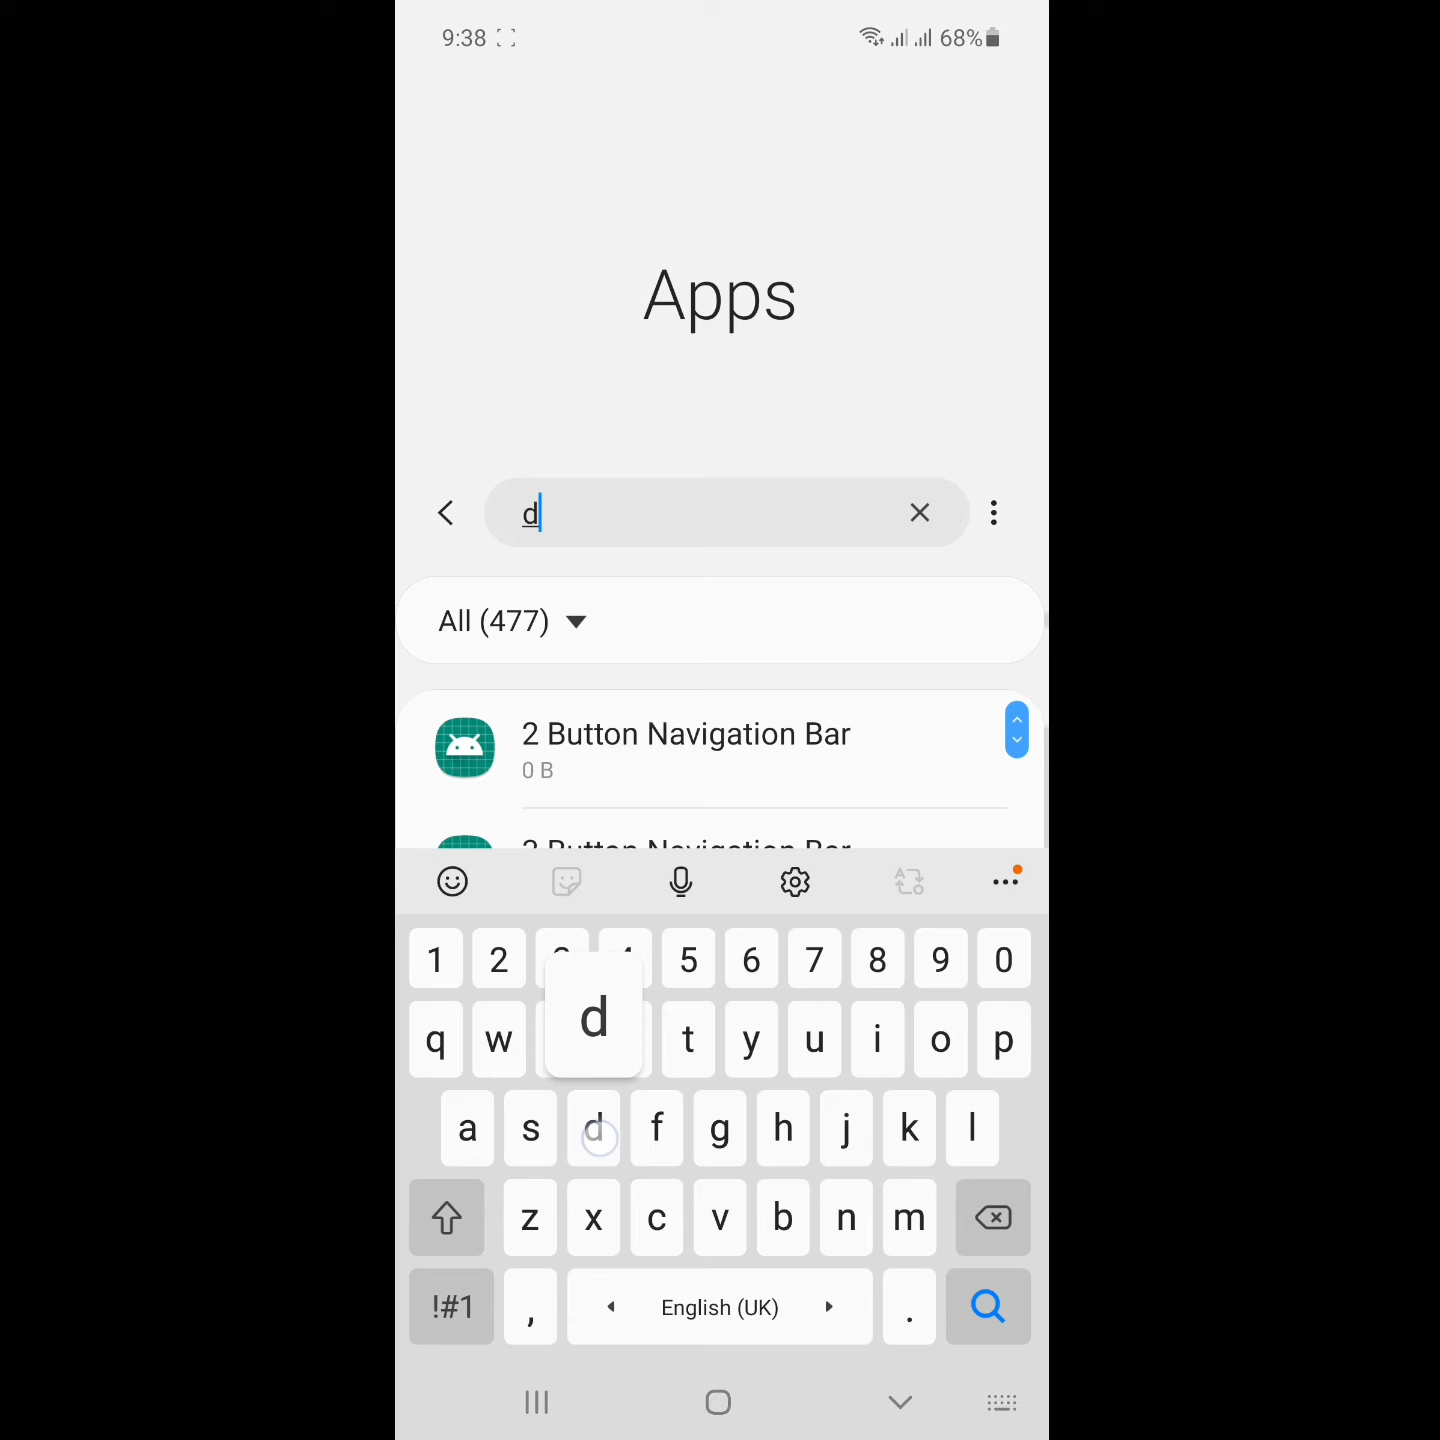 9:38 68%
Apps
d
All (477)
2 Button Navigation Bar
0 B
1 2 5 6 7 8 9 0
d
q w t y u i o p
a s d f g h j k l
z x c v b n m
!#1 , English (UK) .